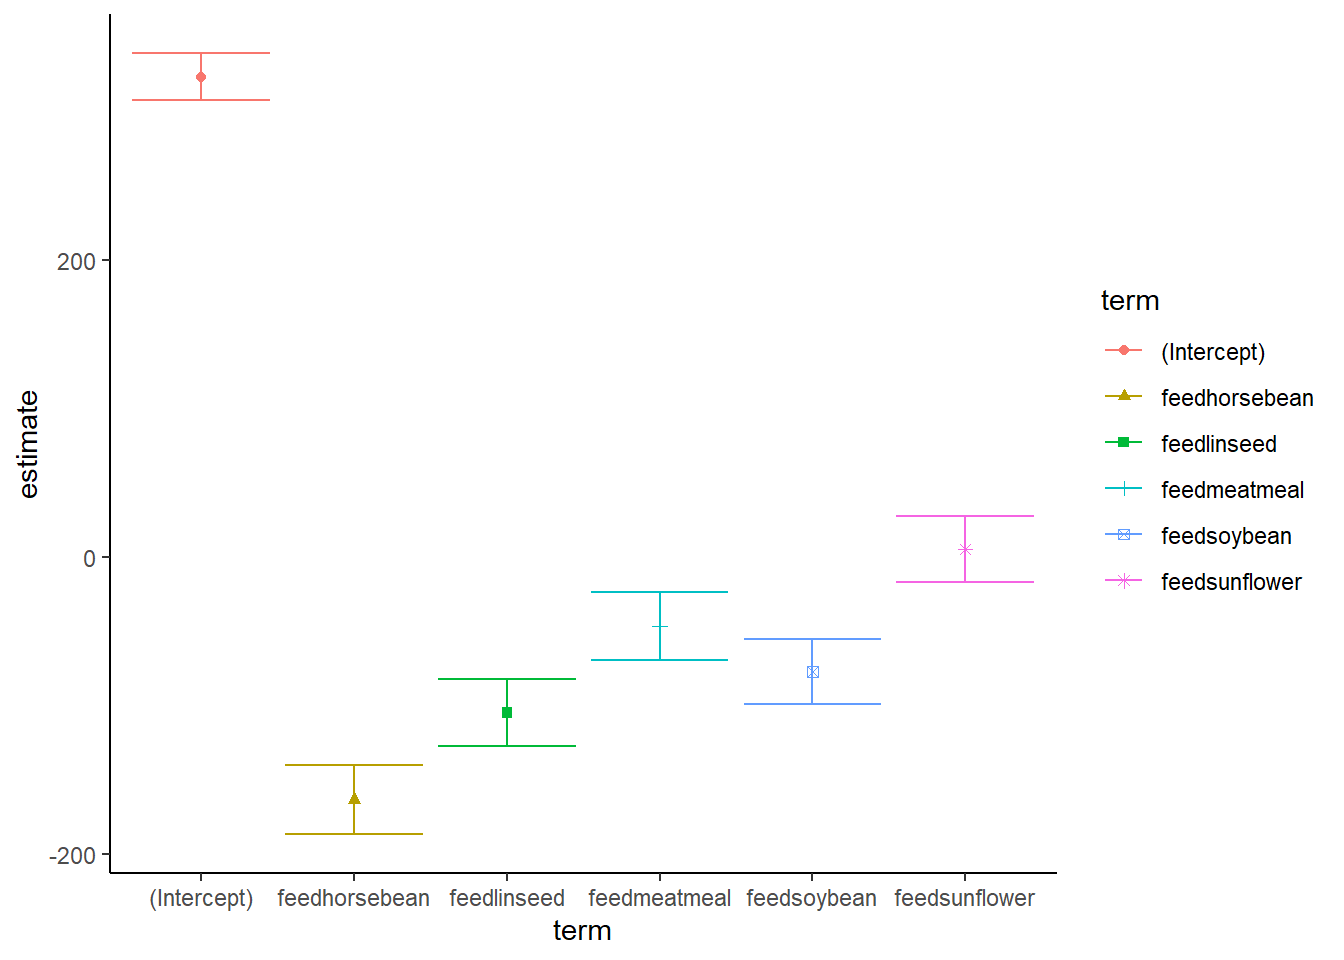 estimate
200
0
-200
(Intercept)
feedhorsebean
feedlinseed
feedmeatmeal
feedsoybean
feedsunflower
term
term
(Intercept)
feedhorsebean
feedlinseed
feedmeatmeal
feedsoybean
feedsunflower